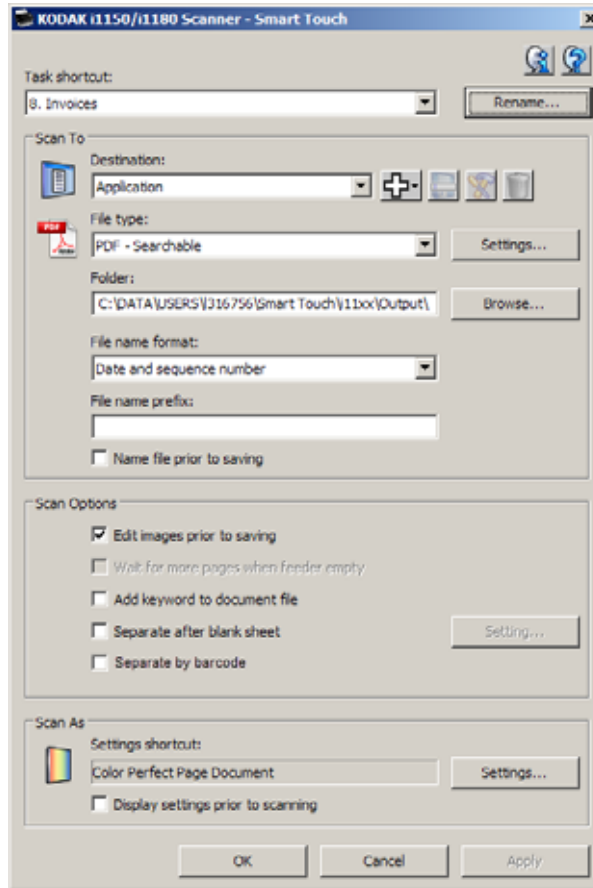 KODAK i1150/i1180 Scanner - Smart Touch
Task shortcut:
8. Invoices
Rename...
Scan To
Destination:
Application
PDF
File type:
PDF - Searchable
Settings...
Folder:
C:\DATA\USERS\J316756\Smart Touch\i11xx\Output\
Browse...
File name format:
Date and sequence number
File name prefix:
Name file prior to saving
Scan Options
Edit images prior to saving
Wait for more pages when feeder empty
Add keyword to document file
Separate after blank sheet
Setting...
Separate by barcode
Scan As
Settings shortcut:
Color Perfect Page Document
Settings...
Display settings prior to scanning
OK
Cancel
Apply